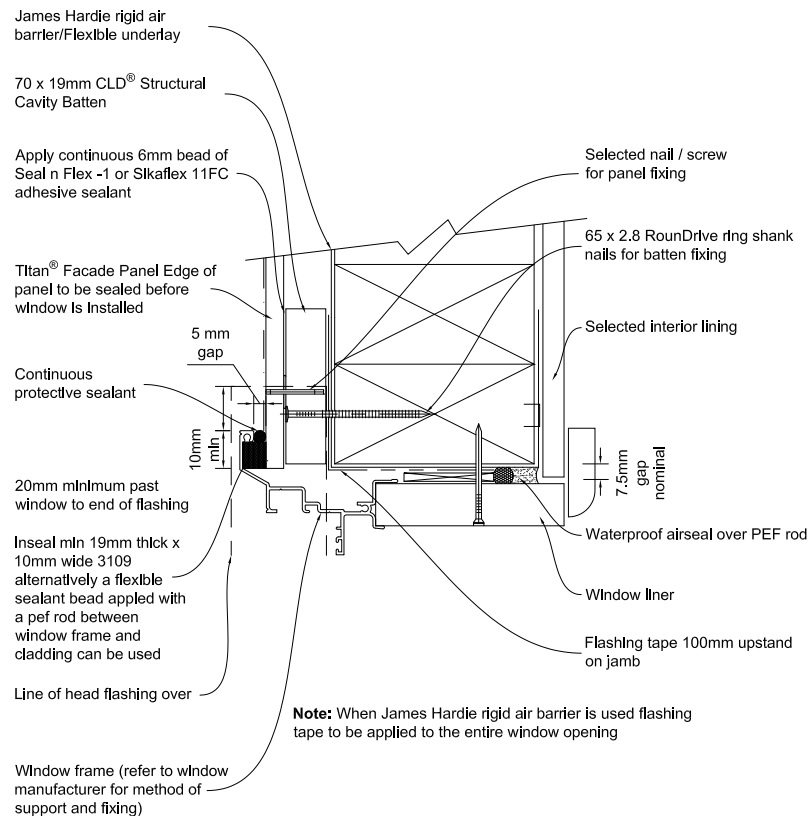 James Hardie rigid air
barrier/Flexible underlay
70 x 19mm CLD® Structural
Cavity Batten
Apply continuous 6mm bead of
Seal n Flex -1 or Sikaflex 11FC
adhesive sealant
Titan® Facade Panel Edge of
panel to be sealed before
window is installed
5 mm
gap
Continuous
protective sealant
10mm
min
20mm minimum past
window to end of flashing
Inseal min 19mm thick x
10mm wide 3109
alternatively a flexible
sealant bead appled with
a pef rod between
window frame and
cladding can be used
Line of head flashing over
Window frame (refer to window
manufacturer for method of
support and fixing)
Selected nail / screw
for panel fixing
65 x 2.8 RounDrive ring shank
nails for batten fixing
Selected interior lining
7.5mm
gap
nominal
Waterproof airseal over PEF rod
Window liner
Flashing tape 100mm upstand
on jamb
Note: When James Hardie rigid air barrier is used flashing
tape to be applied to the entire window opening